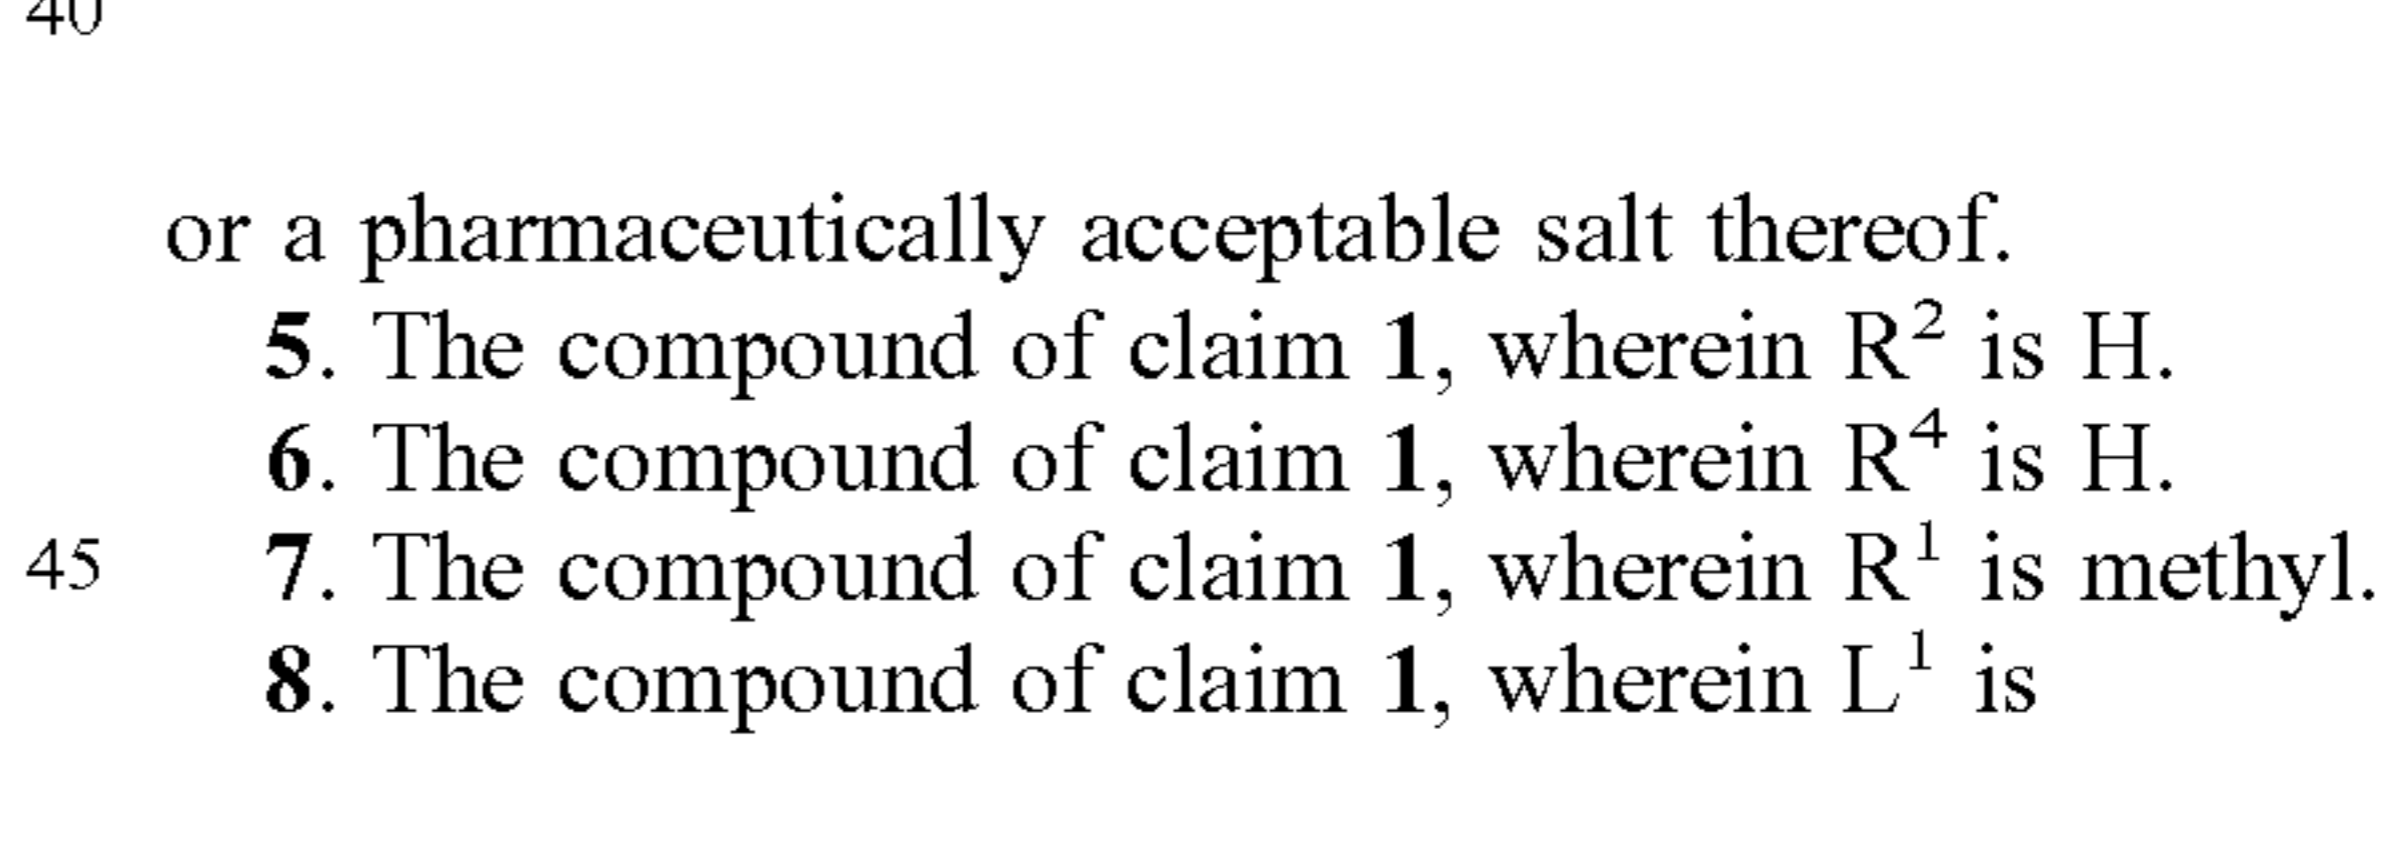 40
or a pharmaceutically acceptable salt thereof.
5. The compound of claim 1, wherein R² is H.
6. The compound of claim 1, wherein R⁴ is H.
45 7. The compound of claim 1, wherein R¹ is methyl.
8. The compound of claim 1, wherein L¹ is